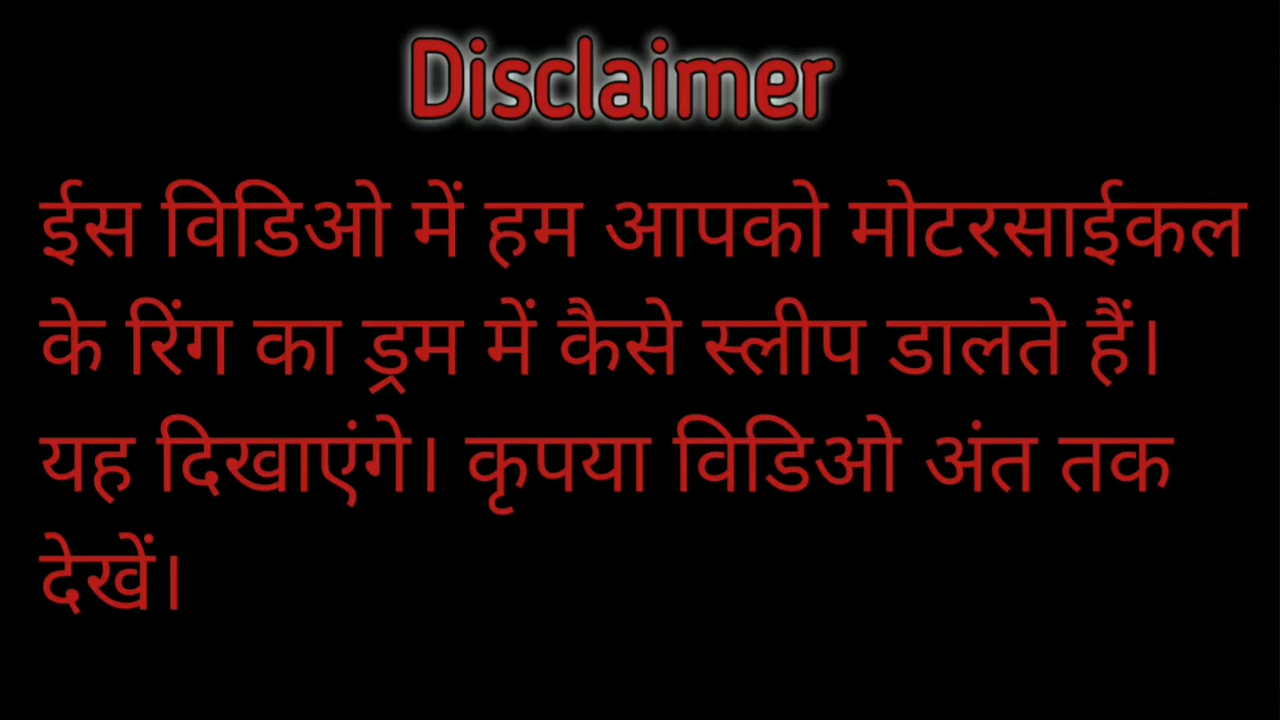 Disclaimer
ईस विडिओ में हम आपको मोटरसाईकल
के रिंग का ड्रम में कैसे स्लीप डालते हैं।
यह दिखाएंगे। कृपया विडिओ अंत तक
देखें।